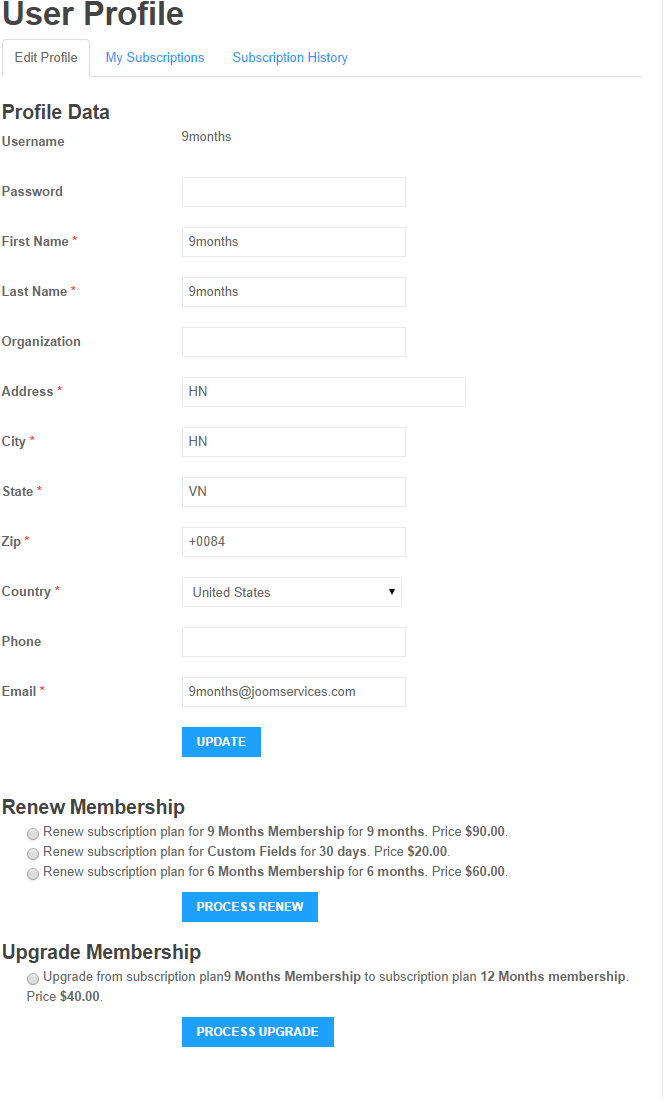 User Profile
Edit Profile My Subscriptions Subscription History
Profile Data
Username 9months
Password
First Name * 9months
Last Name * 9months
Organization
Address * HN
City * HN
State * VN
Zip * +0084
Country * United States
Phone
Email * 9months@joomservices.com
UPDATE
Renew Membership
Renew subscription plan for 9 Months Membership for 9 months. Price $90.00.
Renew subscription plan for Custom Fields for 30 days. Price $20.00.
Renew subscription plan for 6 Months Membership for 6 months. Price $60.00.
PROCESS RENEW
Upgrade Membership
Upgrade from subscription plan9 Months Membership to subscription plan 12 Months membership.
Price $40.00.
PROCESS UPGRADE